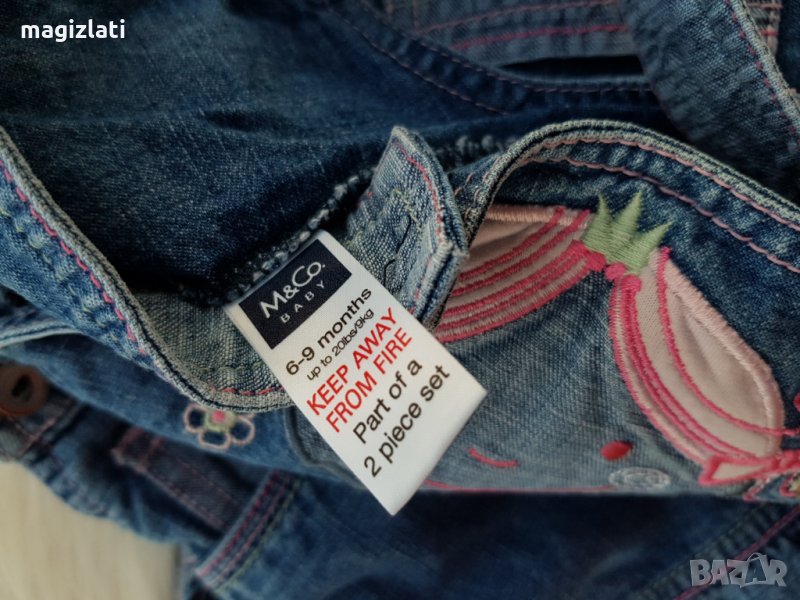 magizlati
M&Co.
BABY
6-9 months
up to 20lbs/9kg
KEEP AWAY
FROM FIRE
Part of a
2 piece set
BAZAR